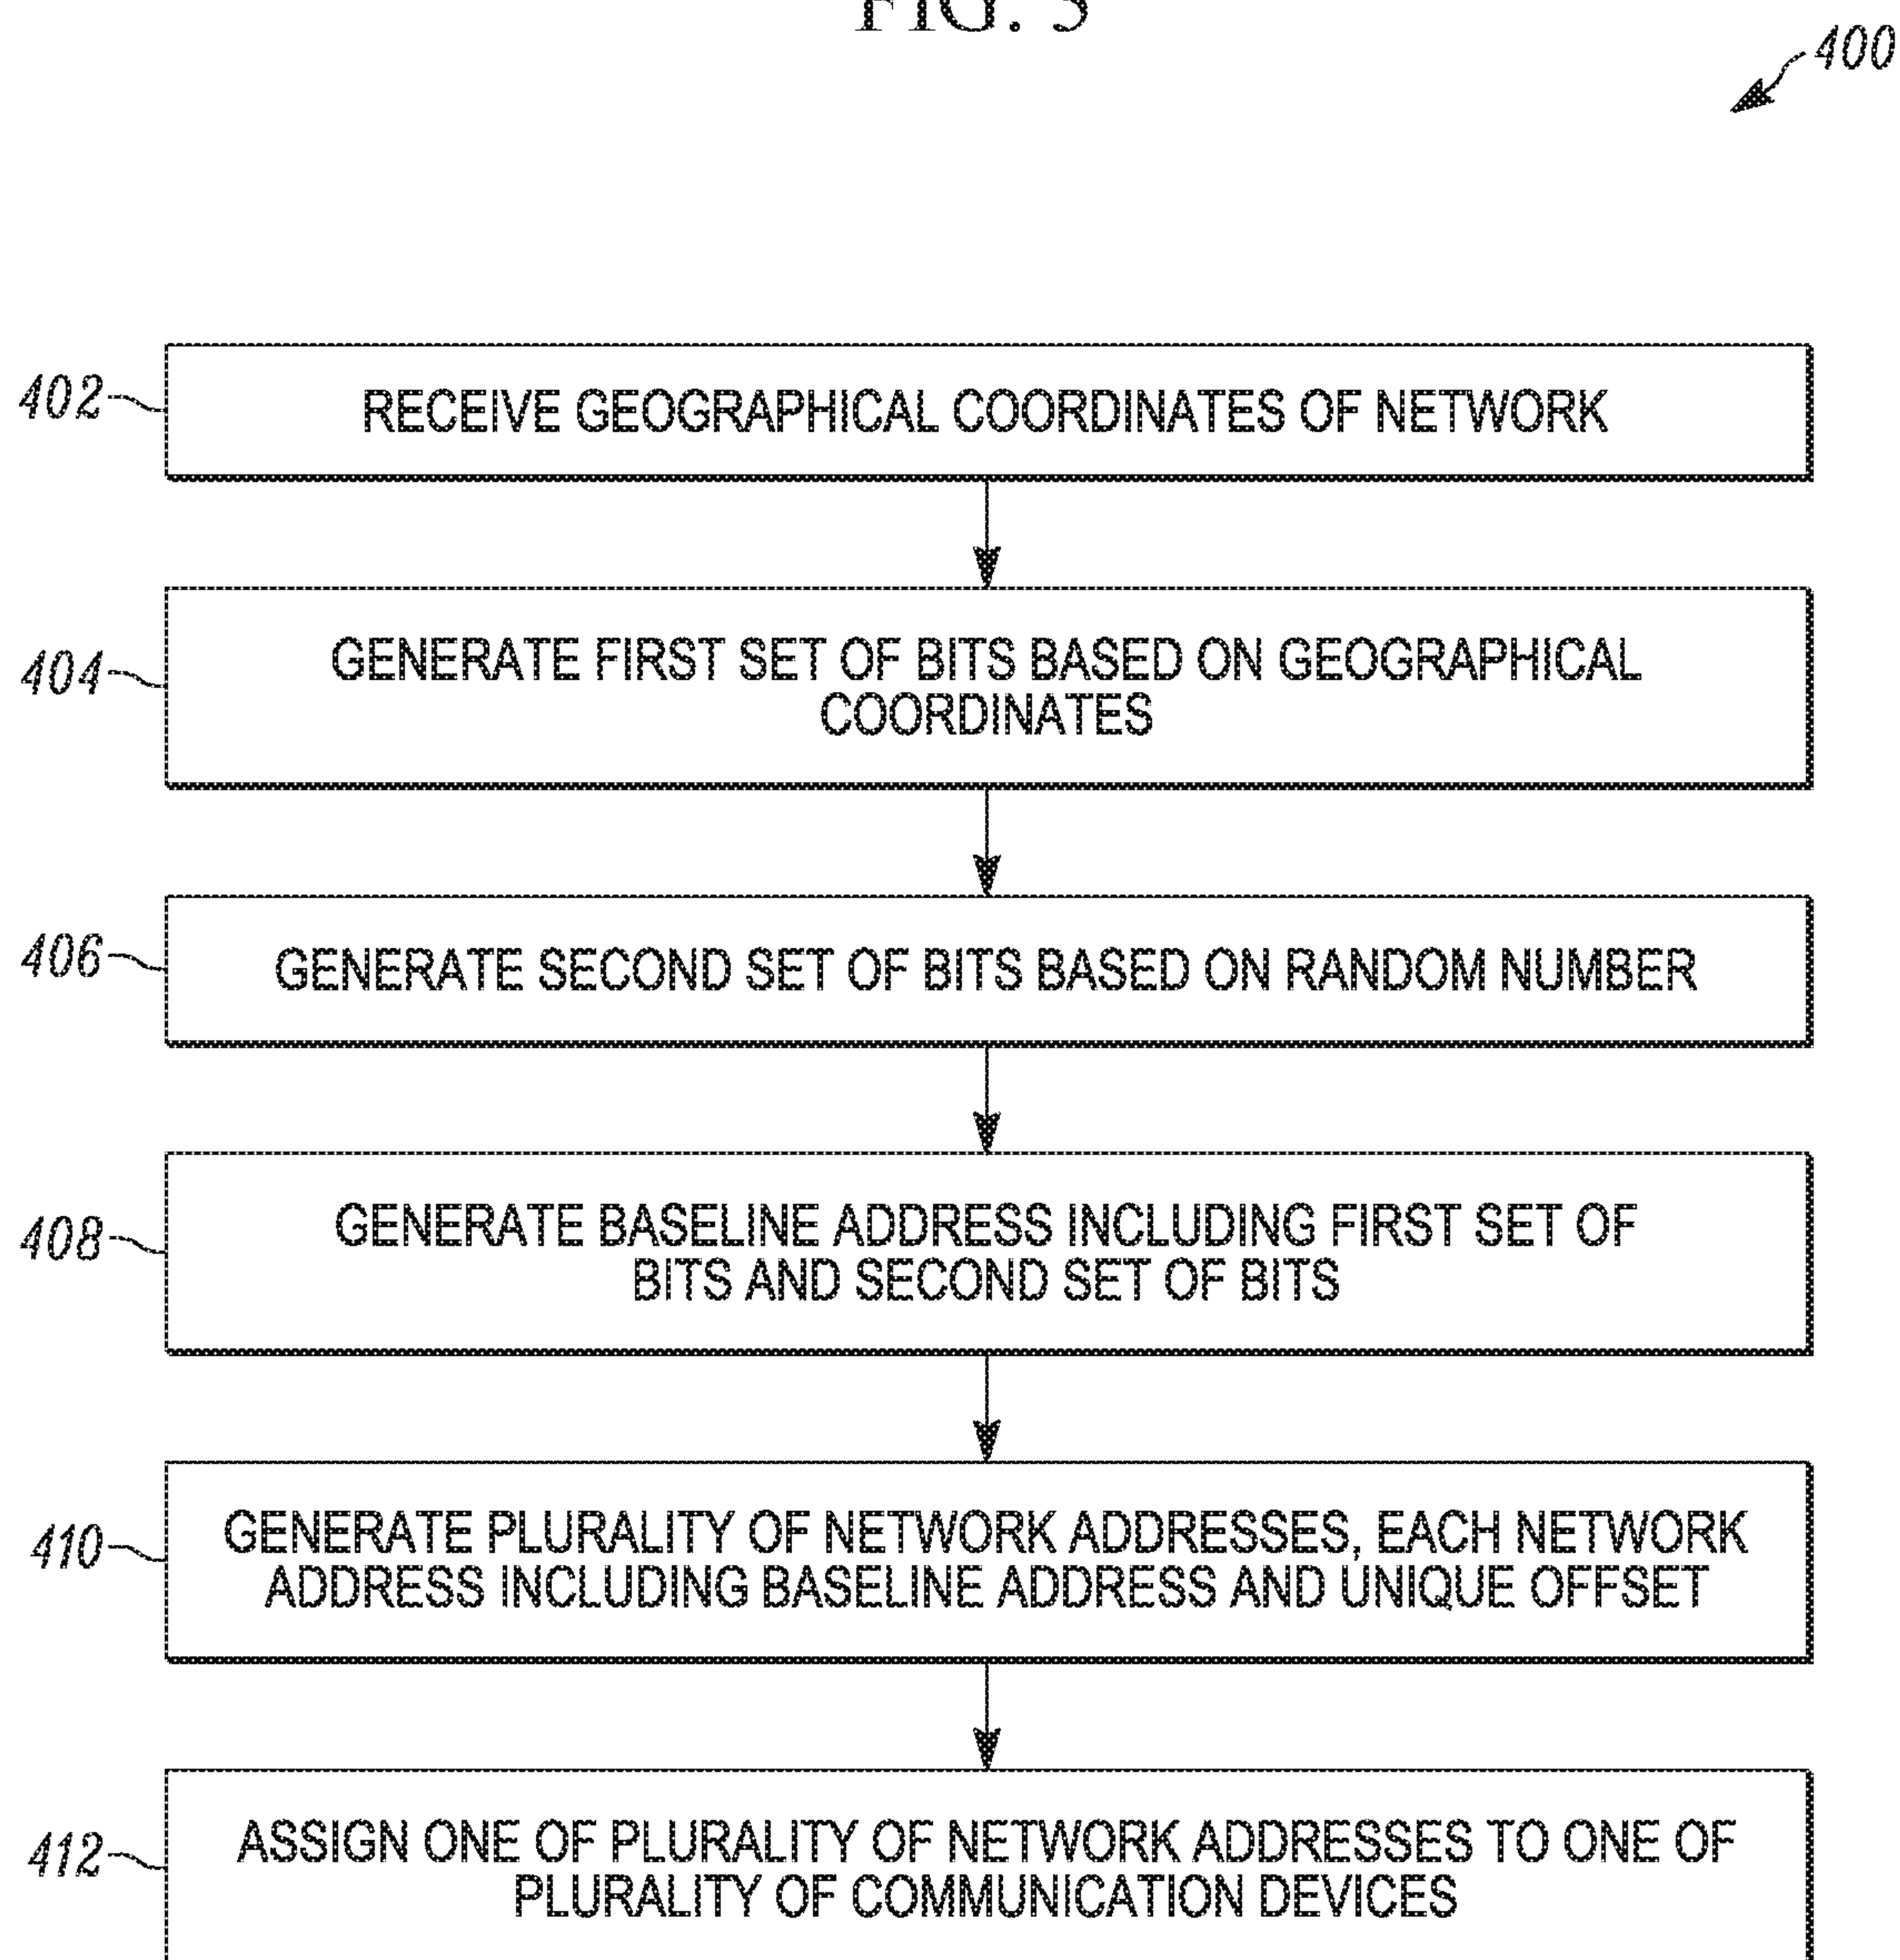 FIG.
400
402
RECEIVE GEOGRAPHICAL COORDINATES OF NETWORK
404
GENERATE FIRST SET OF BITS BASED ON GEOGRAPHICAL
COORDINATES
406
GENERATE SECOND SET OF BITS BASED ON RANDOM NUMBER
408
GENERATE BASELINE ADDRESS INCLUDING FIRST SET OF
BITS AND SECOND SET OF BITS
410
GENERATE PLURALITY OF NETWORK ADDRESSES, EACH NETWORK
ADDRESS INCLUDING BASELINE ADDRESS AND UNIQUE OFFSET
412
ASSIGN ONE OF PLURALITY OF NETWORK ADDRESSES TO ONE OF
PLURALITY OF COMMUNICATION DEVICES